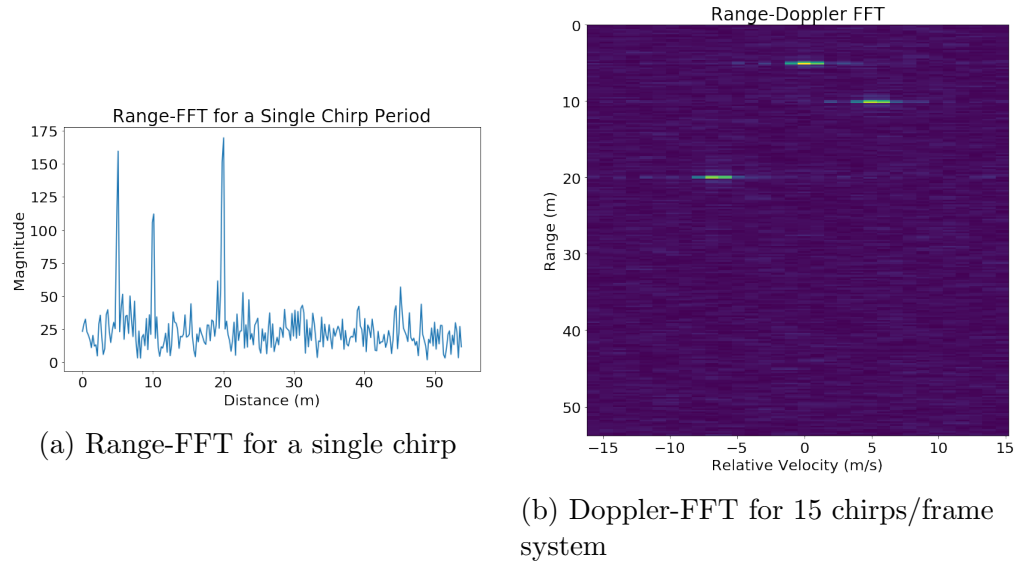 Range-FFT for a Single Chirp Period
Magnitude
175
150
125
100
75
50
25
0
0 10 20 30 40 50
Distance (m)
(a) Range-FFT for a single chirp
Range-Doppler FFT
Range (m)
0
10
20
30
40
50
−15 −10 −5 0 5 10 15
Relative Velocity (m/s)
(b) Doppler-FFT for 15 chirps/frame
system